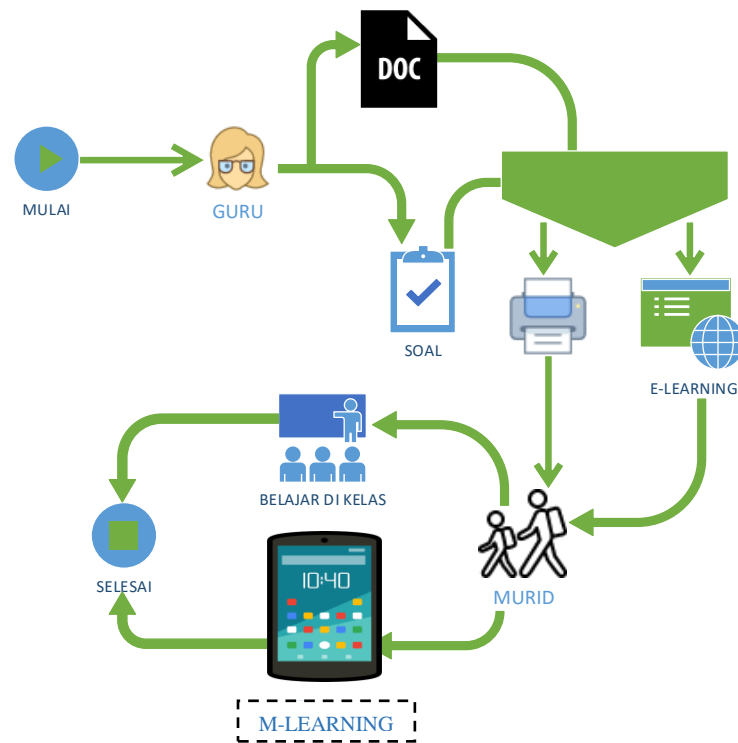 DOC
MULAI
GURU
SOAL
E-LEARNING
BELAJAR DI KELAS
10:40
SELESAI
MURID
M-LEARNING